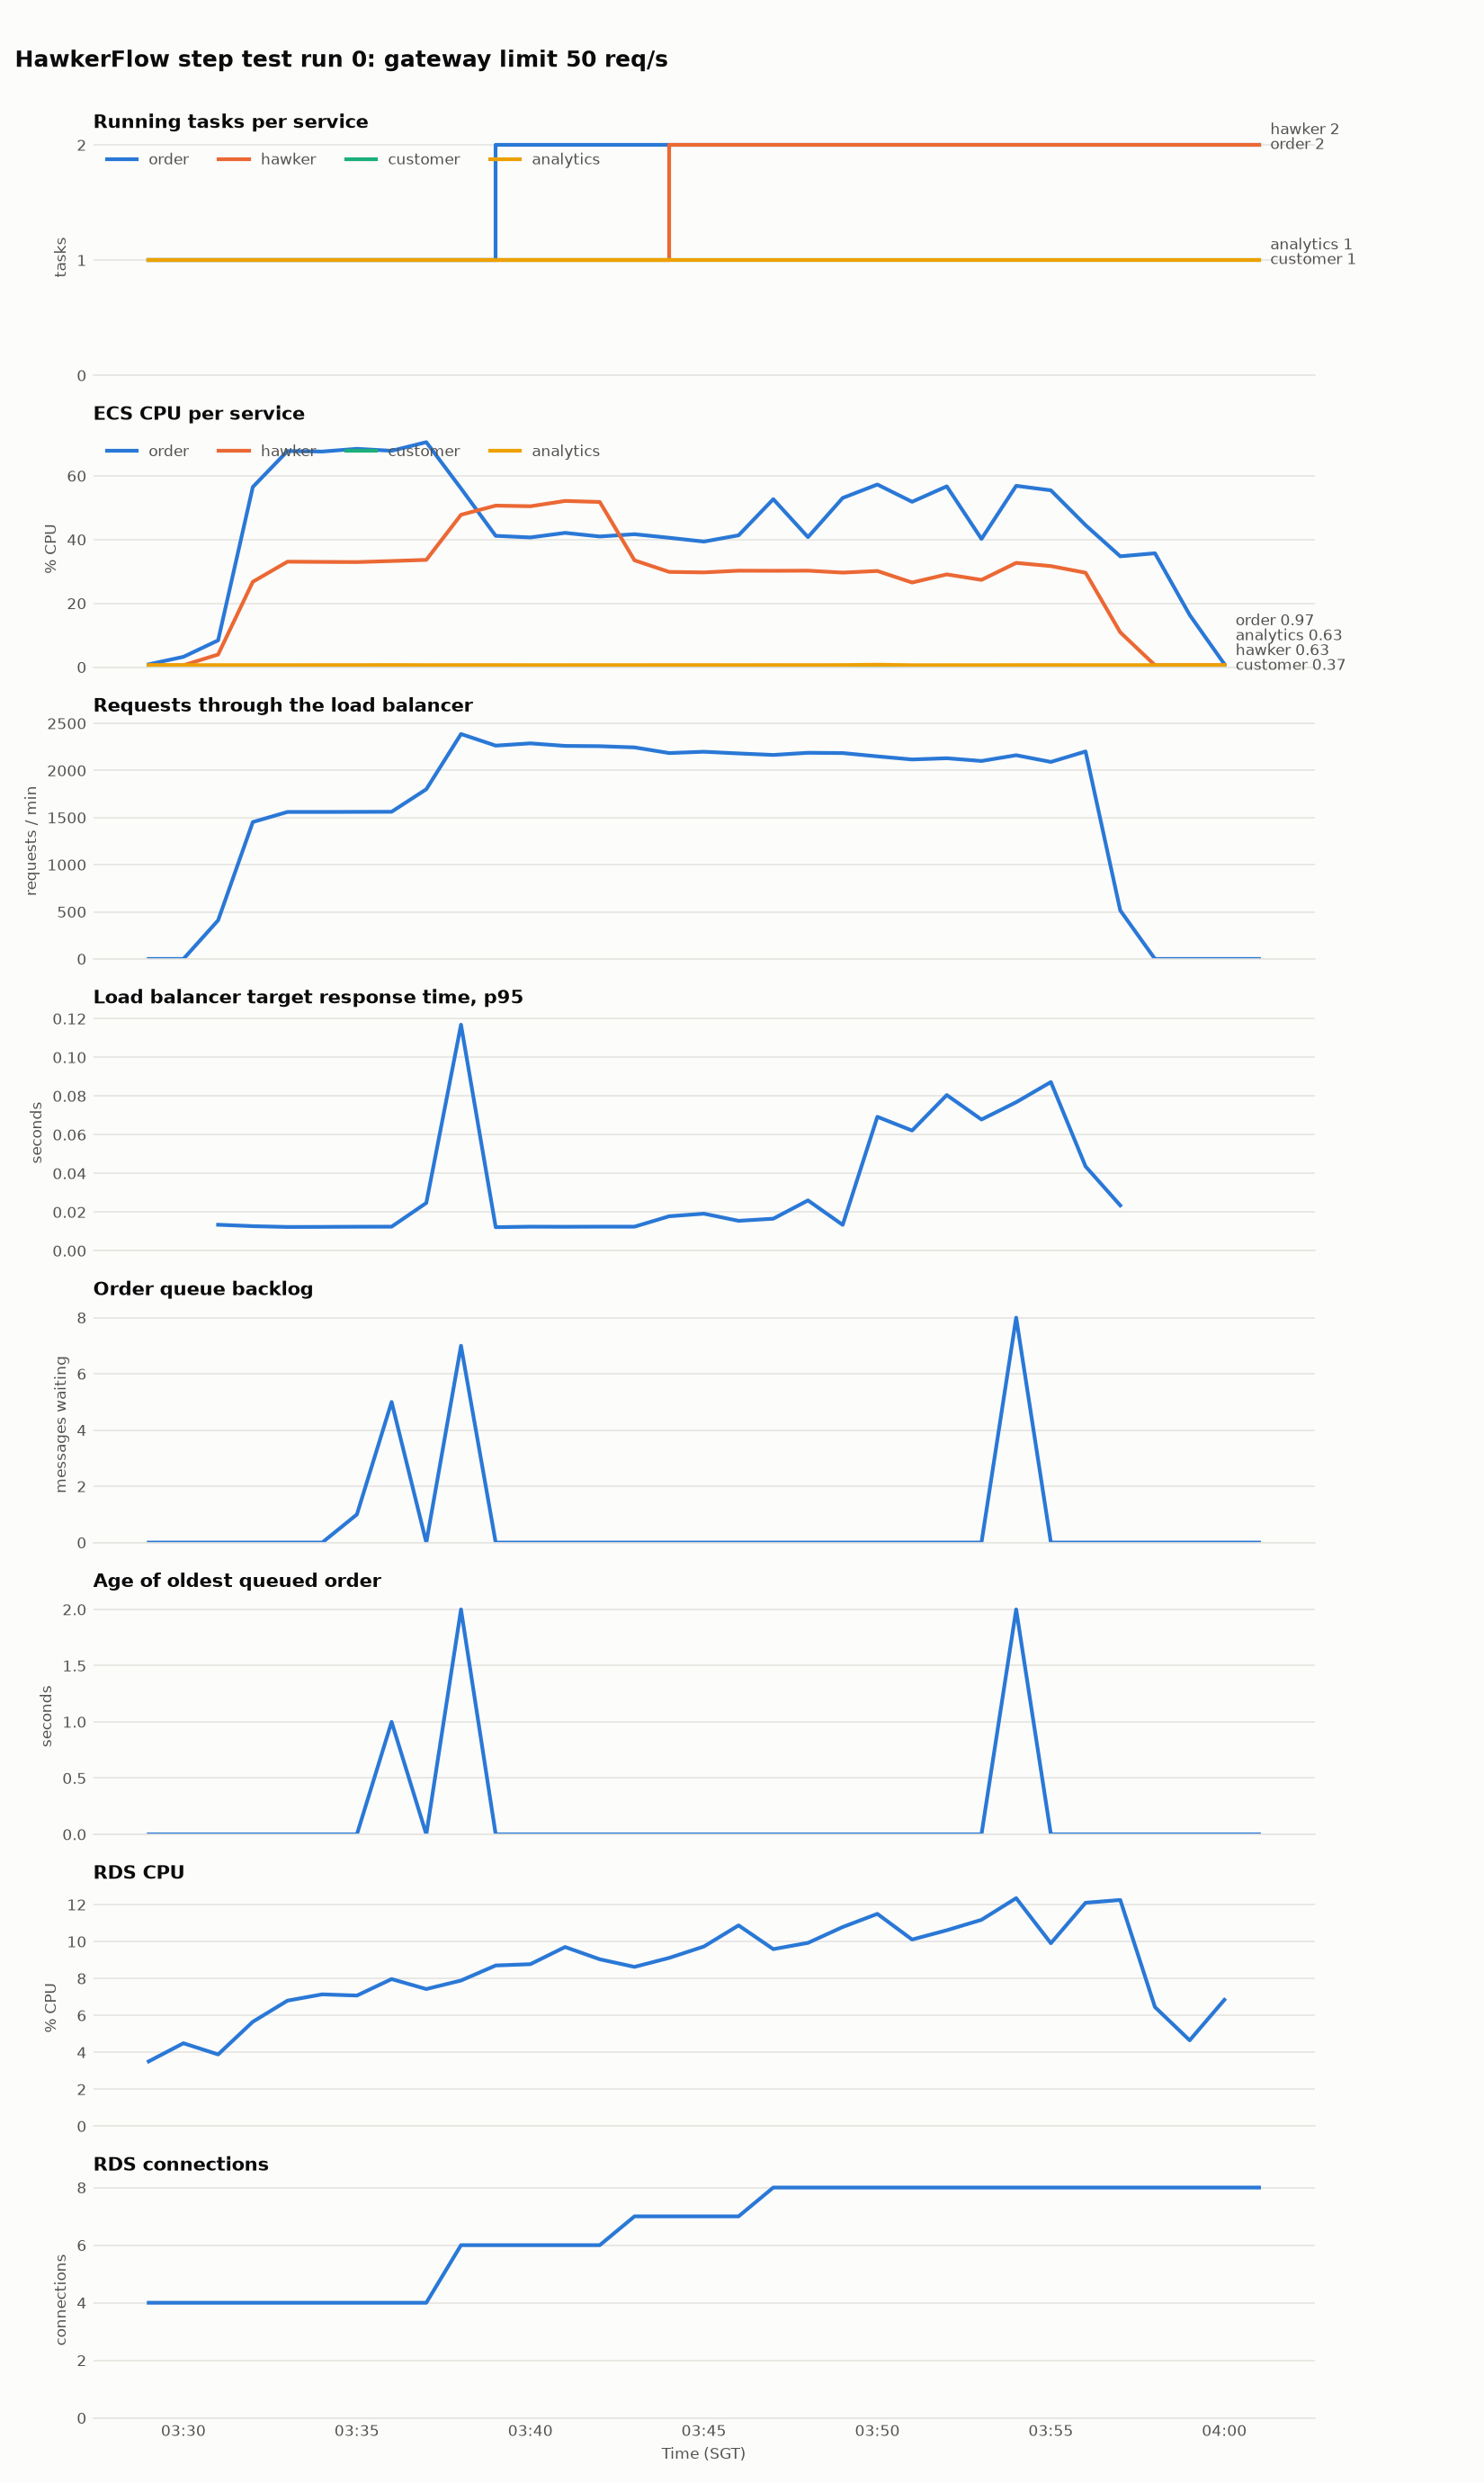 HawkerFlow step test run 0: gateway limit 50 req/s
Running tasks per service
order hawker customer analytics
hawker 2
order 2
analytics 1
customer 1
2
1
0
tasks
ECS CPU per service
order hawker customer analytics
60
40
20
0
% CPU
order 0.97
analytics 0.63
hawker 0.63
customer 0.37
Requests through the load balancer
2500
2000
1500
1000
500
0
requests / min
Load balancer target response time, p95
0.12
0.10
0.08
0.06
0.04
0.02
0.00
seconds
Order queue backlog
8
6
4
2
0
messages waiting
Age of oldest queued order
2.0
1.5
1.0
0.5
0.0
seconds
RDS CPU
12
10
8
6
4
2
0
% CPU
RDS connections
8
6
4
2
0
connections
03:30 03:35 03:40 03:45 03:50 03:55 04:00
Time (SGT)